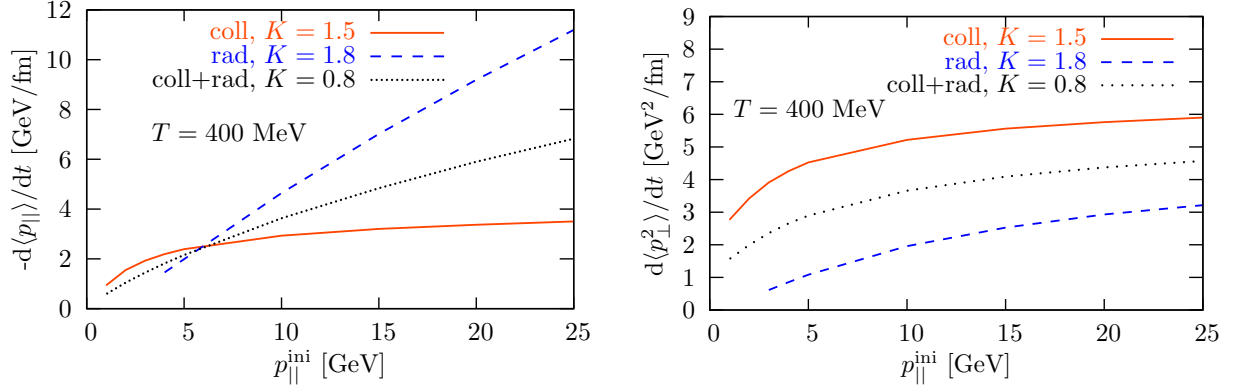 -d⟨p||⟩/dt [GeV/fm]
12
10
8
6
4
2
0
coll, K = 1.5
rad, K = 1.8
coll+rad, K = 0.8
T = 400 MeV
0 5 10 15 20 25
p||^ini [GeV]
d⟨p⊥^2⟩/dt [GeV^2/fm]
9
8
7
6
5
4
3
2
1
0
coll, K = 1.5
rad, K = 1.8
coll+rad, K = 0.8
T = 400 MeV
0 5 10 15 20 25
p||^ini [GeV]